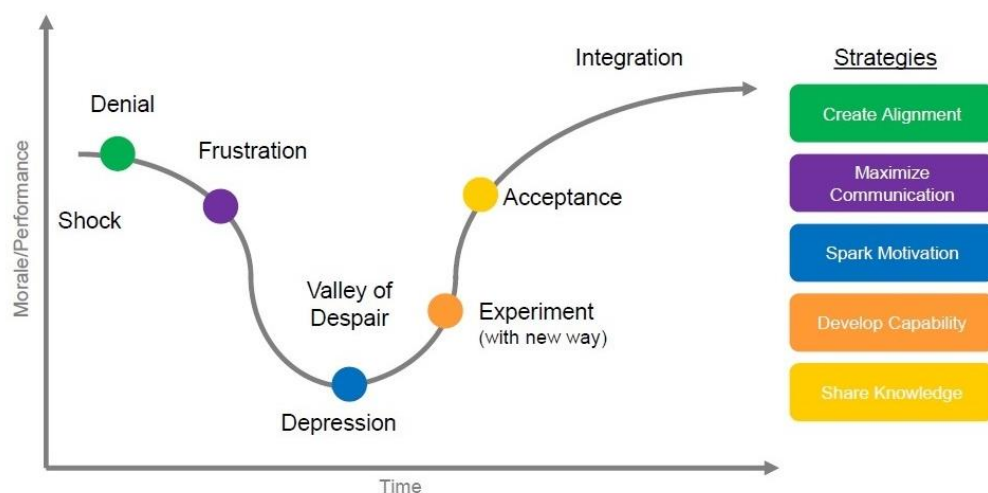 Integration
Strategies
Denial
Create Alignment
Frustration
Maximize
Communication
Acceptance
Shock
Morale/Performance
Spark Motivation
Valley of
Despair
Experiment
(with new way)
Develop Capability
Share Knowledge
Depression
Time